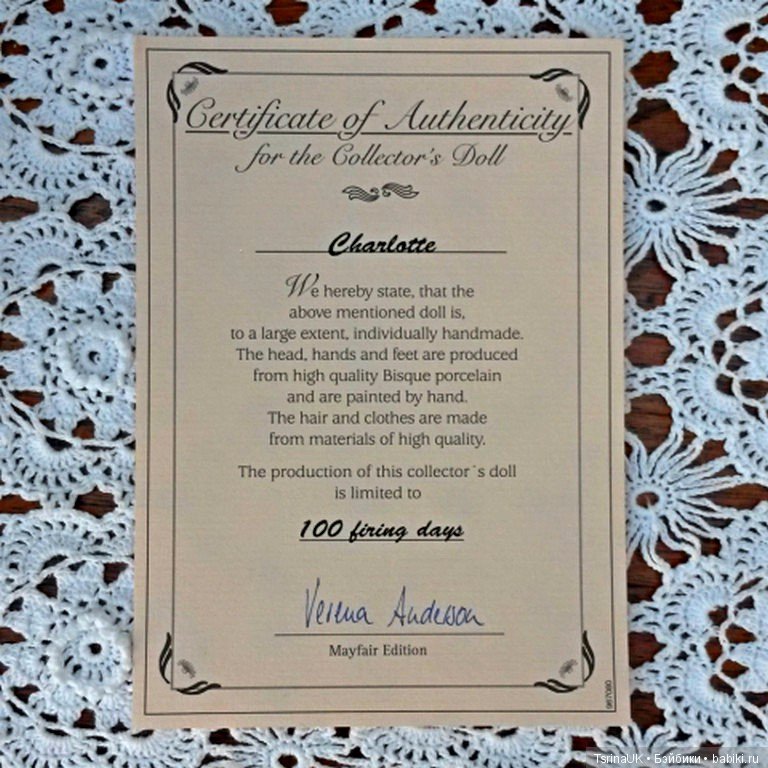 Certificate of Authenticity
for the Collector's Doll
Charlotte
We hereby state, that the
above mentioned doll is,
to a large extent, individually handmade.
The head, hands and feet are produced
from high quality Bisque porcelain
and are painted by hand.
The hair and clothes are made
from materials of high quality.
The production of this collector´s doll
is limited to
100 firing days
Verena Anderson
Mayfair Edition
TsrinaUK • Бэйбики • babiki.ru